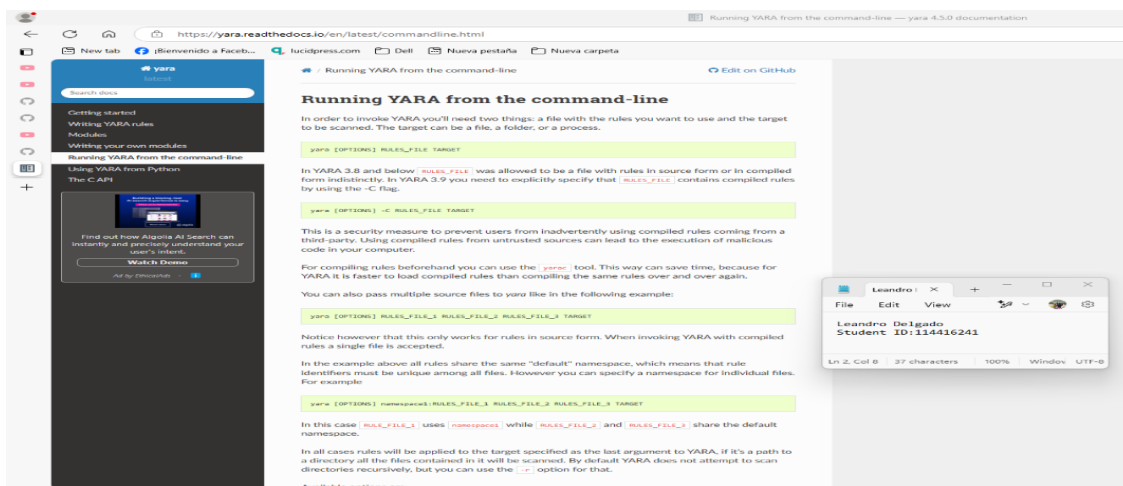 Running YARA from the command-line — yara 4.5.0 documentation
https://yara.readthedocs.io/en/latest/commandline.html
New tab
¡Bienvenido a Faceb...
lucidpress.com
Dell
Nueva pestaña
Nueva carpeta
yara
latest
Search docs
Getting started
Writing YARA rules
Modules
Writing your own modules
Running YARA from the command-line
Using YARA from Python
The C API
Find out how Algolia AI Search can
instantly and precisely understand your
user's intent.
Watch Demo
Ad by EthicalAds
/ Running YARA from the command-line
Edit on GitHub
Running YARA from the command-line
In order to invoke YARA you'll need two things: a file with the rules you want to use and the target
to be scanned. The target can be a file, a folder, or a process.
yara [OPTIONS] RULES_FILE TARGET
In YARA 3.8 and below RULES_FILE was allowed to be a file with rules in source form or in compiled
form indistinctly. In YARA 3.9 you need to explicitly specify that RULES_FILE contains compiled rules
by using the -C flag.
yara [OPTIONS] -C RULES_FILE TARGET
This is a security measure to prevent users from inadvertently using compiled rules coming from a
third-party. Using compiled rules from untrusted sources can lead to the execution of malicious
code in your computer.
For compiling rules beforehand you can use the yarac tool. This way can save time, because for
YARA it is faster to load compiled rules than compiling the same rules over and over again.
You can also pass multiple source files to yara like in the following example:
yara [OPTIONS] RULES_FILE_1 RULES_FILE_2 RULES_FILE_3 TARGET
Notice however that this only works for rules in source form. When invoking YARA with compiled
rules a single file is accepted.
In the example above all rules share the same "default" namespace, which means that rule
identifiers must be unique among all files. However you can specify a namespace for individual files.
For example
yara [OPTIONS] namespace1:RULES_FILE_1 RULES_FILE_2 RULES_FILE_3 TARGET
In this case RULE_FILE_1 uses namespace1 while RULES_FILE_2 and RULES_FILE_3 share the default
namespace.
In all cases rules will be applied to the target specified as the last argument to YARA, if it's a path to
a directory all the files contained in it will be scanned. By default YARA does not attempt to scan
directories recursively, but you can use the -r option for that.
Leandro
File Edit View
Leandro Delgado
Student ID:114416241
Ln 2, Col 8
37 characters
100%
Window
UTF-8